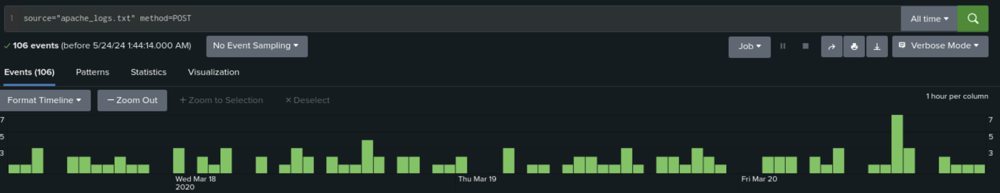 1 source="apache_logs.txt" method=POST
All time
✓ 106 events (before 5/24/24 1:44:14.000 AM)
No Event Sampling
Job
Verbose Mode
Events (106)
Patterns
Statistics
Visualization
Format Timeline
— Zoom Out
+ Zoom to Selection
× Deselect
1 hour per column
7
5
3
7
5
3
Wed Mar 18
2020
Thu Mar 19
Fri Mar 20